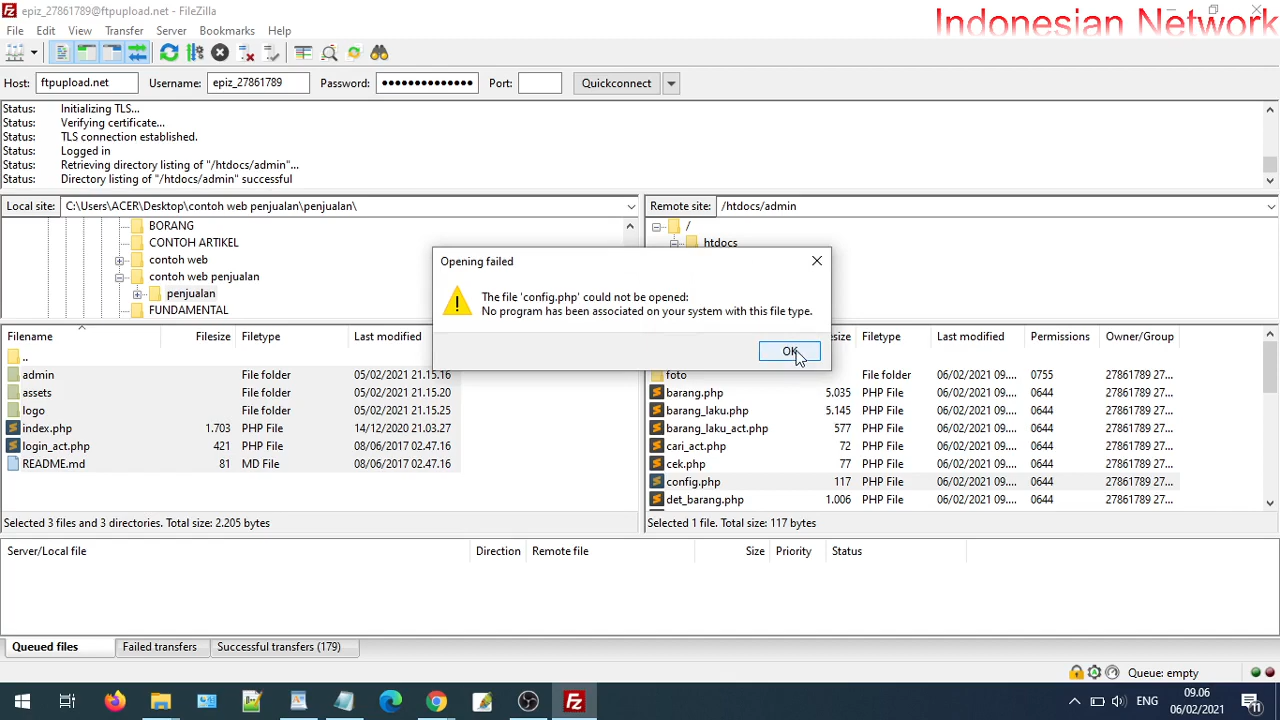 epiz_27861789@ftpupload.net - FileZilla
Indonesian Network
File Edit View Transfer Server Bookmarks Help
Host: ftpupload.net Username: epiz_27861789 Password: ●●●●●●●●●●●●●● Port: Quickconnect
Status: Initializing TLS...
Status: Verifying certificate...
Status: TLS connection established.
Status: Logged in
Status: Retrieving directory listing of "/htdocs/admin"...
Status: Directory listing of "/htdocs/admin" successful
Local site: C:\Users\ACER\Desktop\contoh web penjualan\penjualan\
BORANG
CONTOH ARTIKEL
contoh web
contoh web penjualan
penjualan
FUNDAMENTAL
Remote site: /htdocs/admin
/
htdocs
Opening failed
The file 'config.php' could not be opened:
No program has been associated on your system with this file type.
OK
Filename Filesize Filetype Last modified
..
admin File folder 05/02/2021 21.15.16
assets File folder 05/02/2021 21.15.20
logo File folder 05/02/2021 21.15.25
index.php 1.703 PHP File 14/12/2020 21.03.27
login_act.php 421 PHP File 08/06/2017 02.47.16
README.md 81 MD File 08/06/2017 02.47.16
Selected 3 files and 3 directories. Total size: 2.205 bytes
size Filetype Last modified Permissions Owner/Group
foto File folder 06/02/2021 09.... 0755 27861789 27...
barang.php 5.035 PHP File 06/02/2021 09.... 0644 27861789 27...
barang_laku.php 5.145 PHP File 06/02/2021 09.... 0644 27861789 27...
barang_laku_act.php 577 PHP File 06/02/2021 09.... 0644 27861789 27...
cari_act.php 72 PHP File 06/02/2021 09.... 0644 27861789 27...
cek.php 77 PHP File 06/02/2021 09.... 0644 27861789 27...
config.php 117 PHP File 06/02/2021 09.... 0644 27861789 27...
det_barang.php 1.006 PHP File 06/02/2021 09.... 0644 27861789 27...
Selected 1 file. Total size: 117 bytes
Server/Local file Direction Remote file Size Priority Status
Queued files Failed transfers Successful transfers (179)
Queue: empty
ENG
09.06
06/02/2021
11